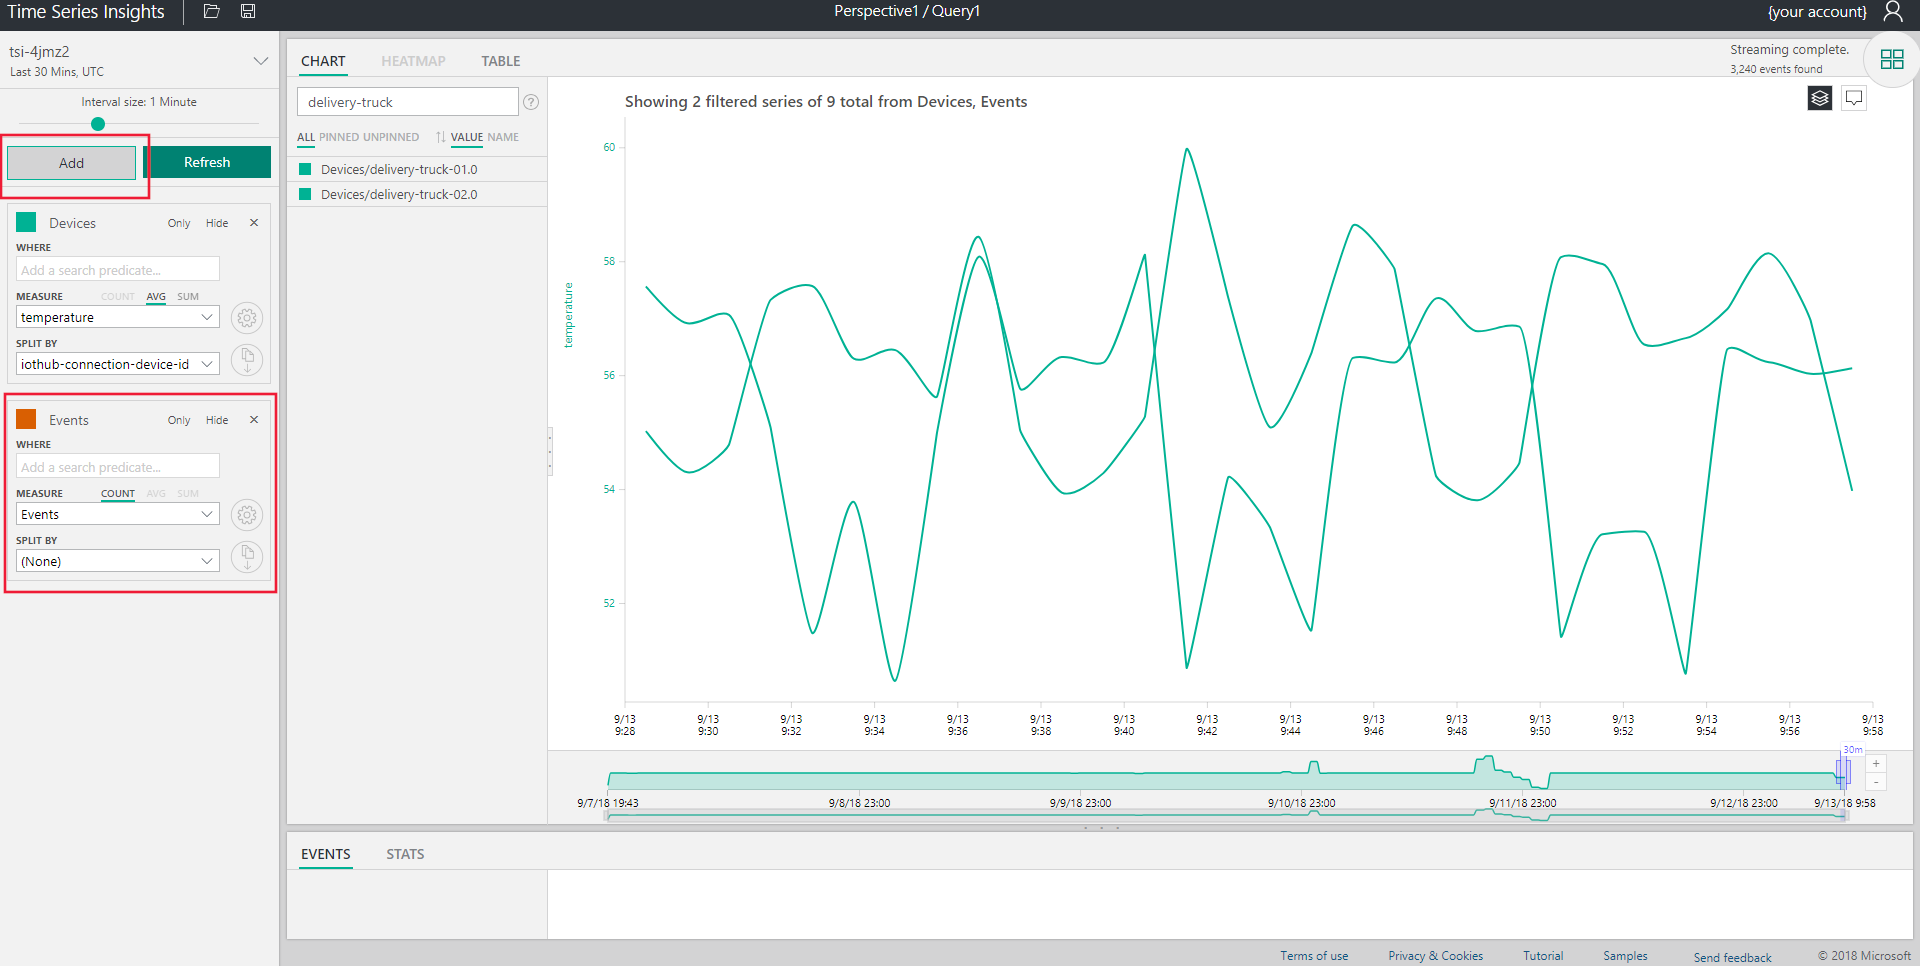 Time Series Insights
Perspective1 / Query1
{your account}
tsi-4jmz2
Last 30 Mins, UTC
Interval size: 1 Minute
Add
Refresh
Devices
Only
Hide
×
WHERE
Add a search predicate...
MEASURE
COUNT
AVG
SUM
temperature
SPLIT BY
iothub-connection-device-id
Events
Only
Hide
×
WHERE
Add a search predicate...
MEASURE
COUNT
AVG
SUM
Events
SPLIT BY
(None)
CHART
HEATMAP
TABLE
Streaming complete.
3,240 events found
delivery-truck
?
ALL PINNED UNPINNED
VALUE NAME
Devices/delivery-truck-01.0
Devices/delivery-truck-02.0
Showing 2 filtered series of 9 total from Devices, Events
temperature
60
58
56
54
52
9/13 9/13 9/13 9/13 9/13 9/13 9/13 9/13 9/13 9/13 9/13 9/13 9/13 9/13 9/13 9/13
9:28 9:30 9:32 9:34 9:36 9:38 9:40 9:42 9:44 9:46 9:48 9:50 9:52 9:54 9:56 9:58
30m
+
-
9/7/18 19:43
9/8/18 23:00
9/9/18 23:00
9/10/18 23:00
9/11/18 23:00
9/12/18 23:00
9/13/18 9:58
EVENTS
STATS
Terms of use
Privacy & Cookies
Tutorial
Samples
Send feedback
© 2018 Microsoft